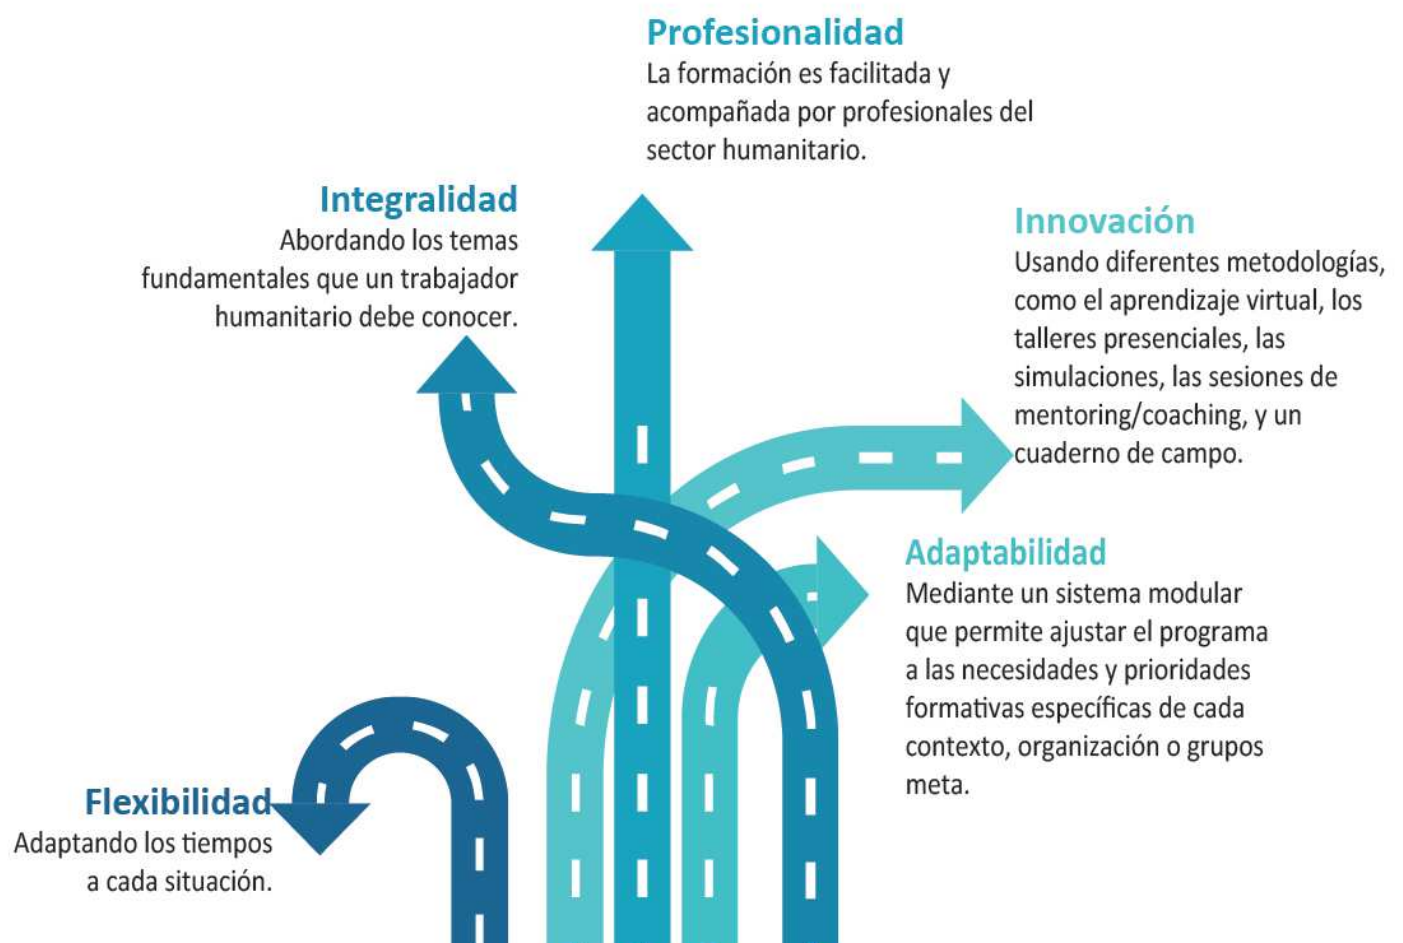 Profesionalidad
La formación es facilitada y
acompañada por profesionales del
sector humanitario.
Integralidad
Abordando los temas
fundamentales que un trabajador
humanitario debe conocer.
Innovación
Usando diferentes metodologías,
como el aprendizaje virtual, los
talleres presenciales, las
simulaciones, las sesiones de
mentoring/coaching, y un
cuaderno de campo.
Adaptabilidad
Mediante un sistema modular
que permite ajustar el programa
a las necesidades y prioridades
formativas específicas de cada
contexto, organización o grupos
meta.
Flexibilidad
Adaptando los tiempos
a cada situación.